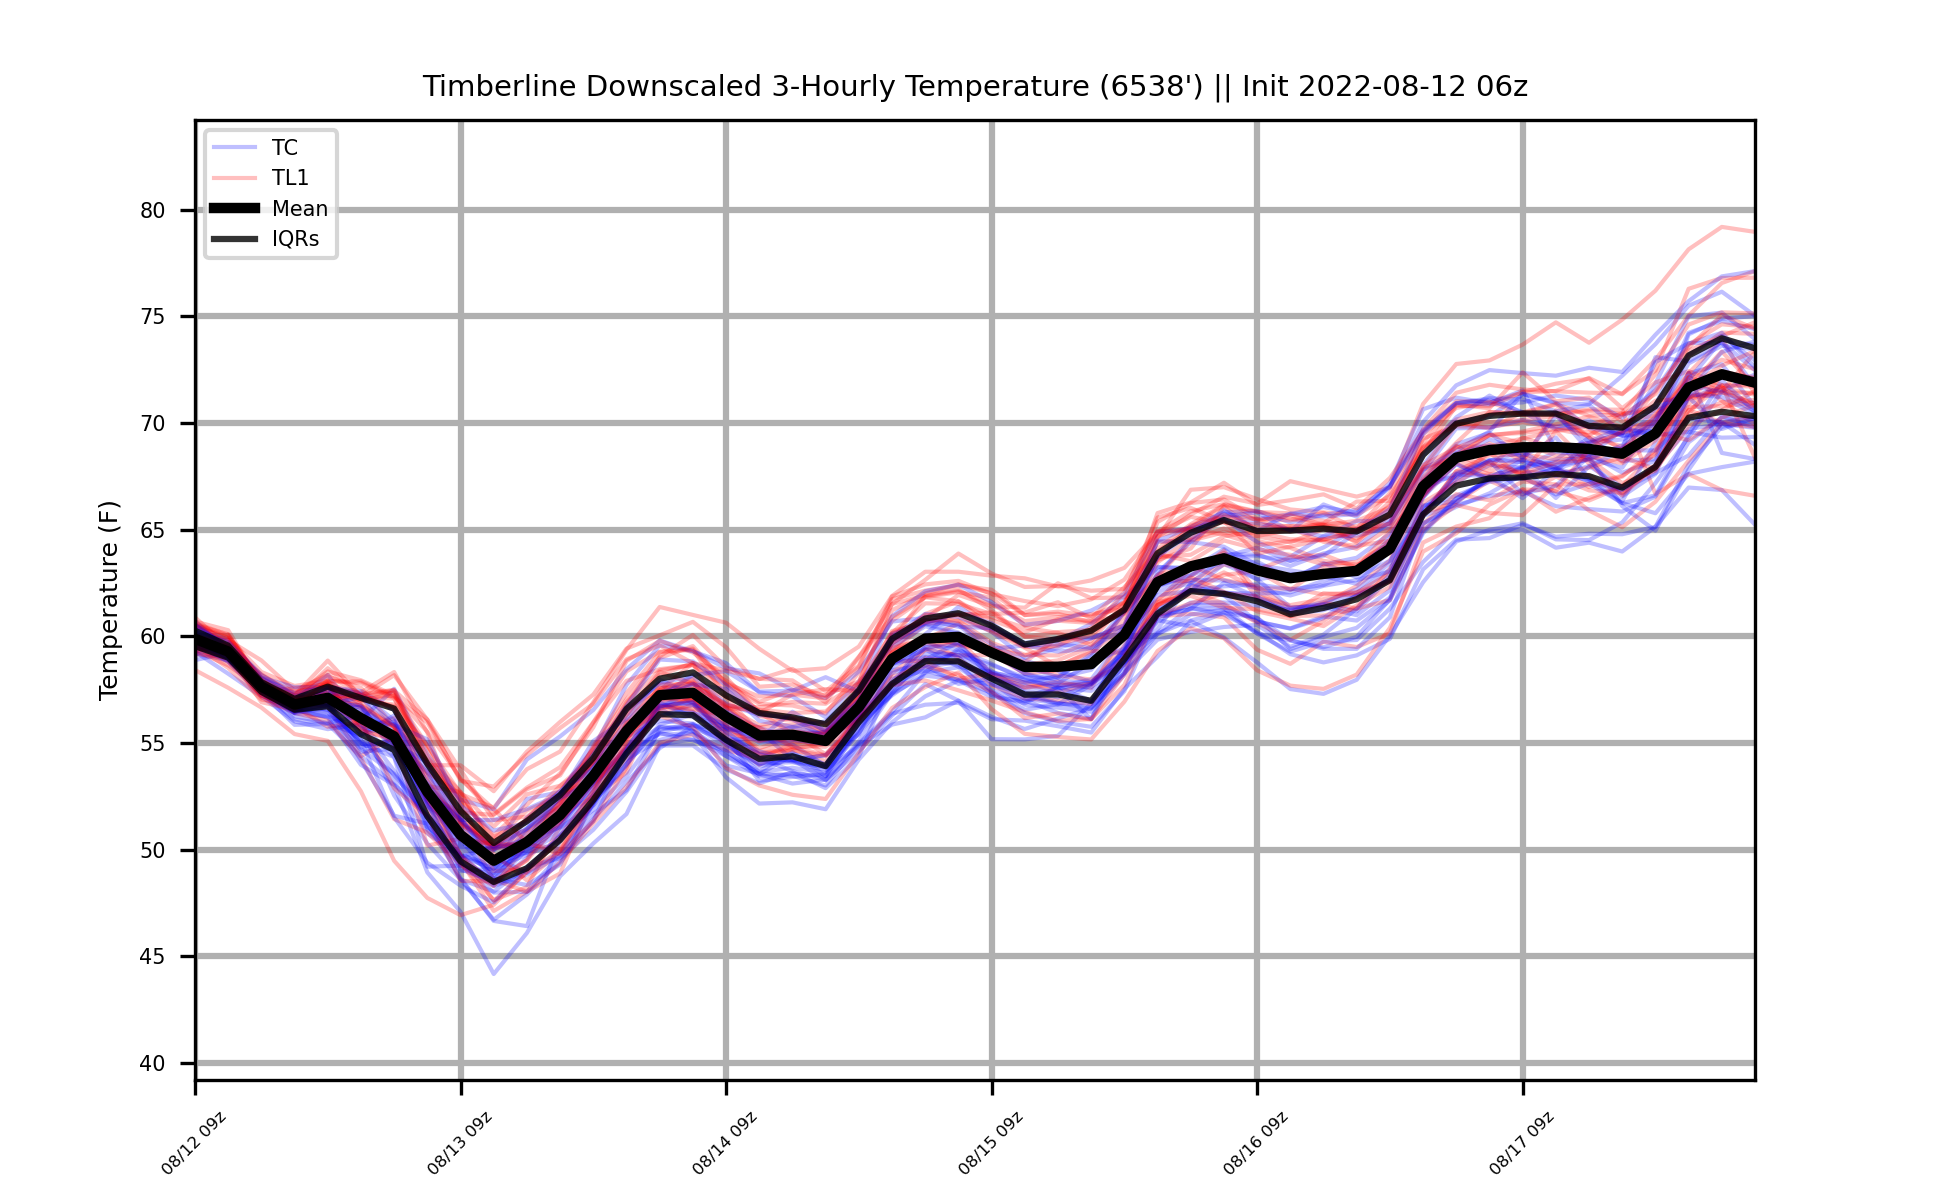 Timberline Downscaled 3-Hourly Temperature (6538') || Init 2022-08-12 06z
TC
TL1
Mean
IQRs
80
75
70
65
60
55
50
45
40
Temperature (F)
08/12 09z
08/13 09z
08/14 09z
08/15 09z
08/16 09z
08/17 09z